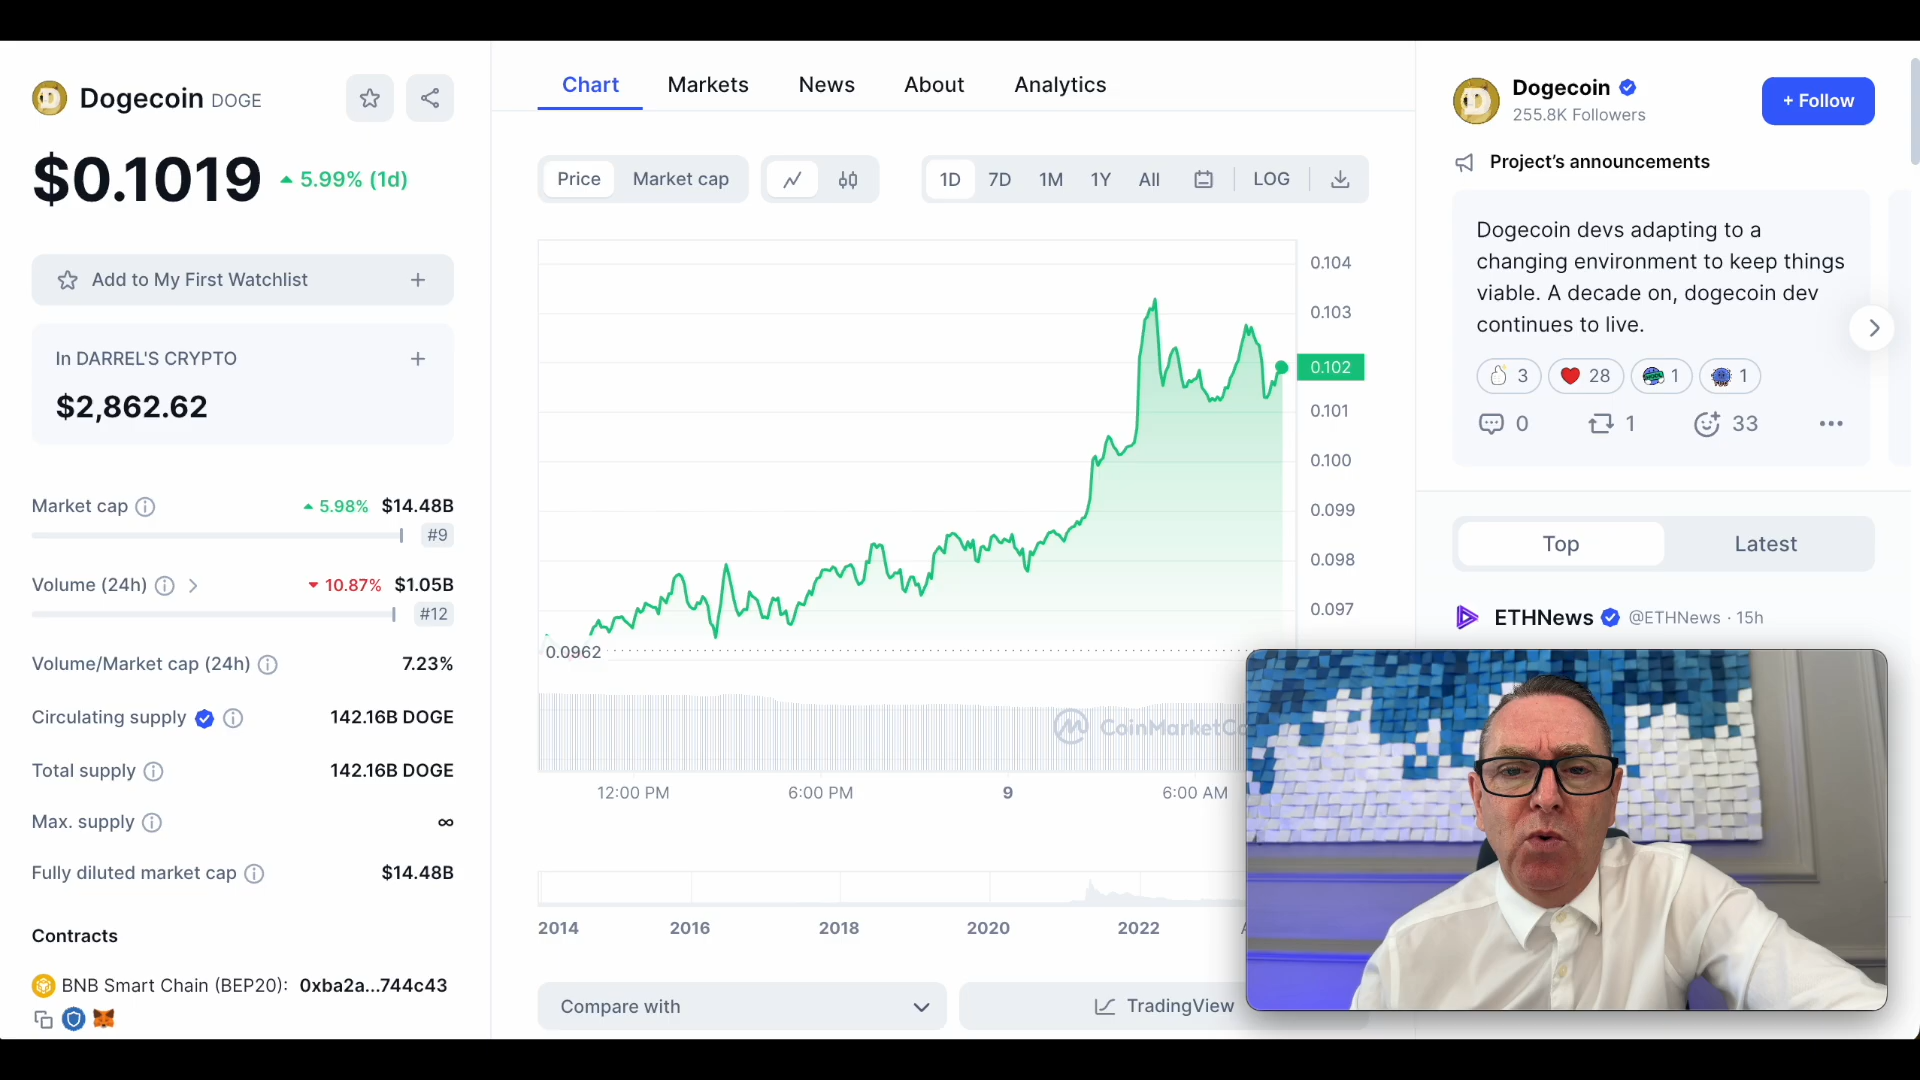 Dogecoin DOGE
$0.1019 5.99% (1d)
Add to My First Watchlist +
In DARREL'S CRYPTO +
$2,862.62
Market cap 5.98% $14.48B
#9
Volume (24h) 10.87% $1.05B
#12
Volume/Market cap (24h) 7.23%
Circulating supply 142.16B DOGE
Total supply 142.16B DOGE
Max. supply ∞
Fully diluted market cap $14.48B
Contracts
BNB Smart Chain (BEP20): 0xba2a...744c43
Chart Markets News About Analytics
Price Market cap 1D 7D 1M 1Y All LOG
0.104
0.103
0.102
0.101
0.100
0.099
0.098
0.097
0.0962
CoinMarketC
12:00 PM 6:00 PM 9 6:00 AM
2014 2016 2018 2020 2022
Compare with TradingView
Dogecoin
255.8K Followers
+ Follow
Project's announcements
Dogecoin devs adapting to a
changing environment to keep things
viable. A decade on, dogecoin dev
continues to live.
3 28 1 1
0 1 33
Top Latest
ETHNews @ETHNews · 15h